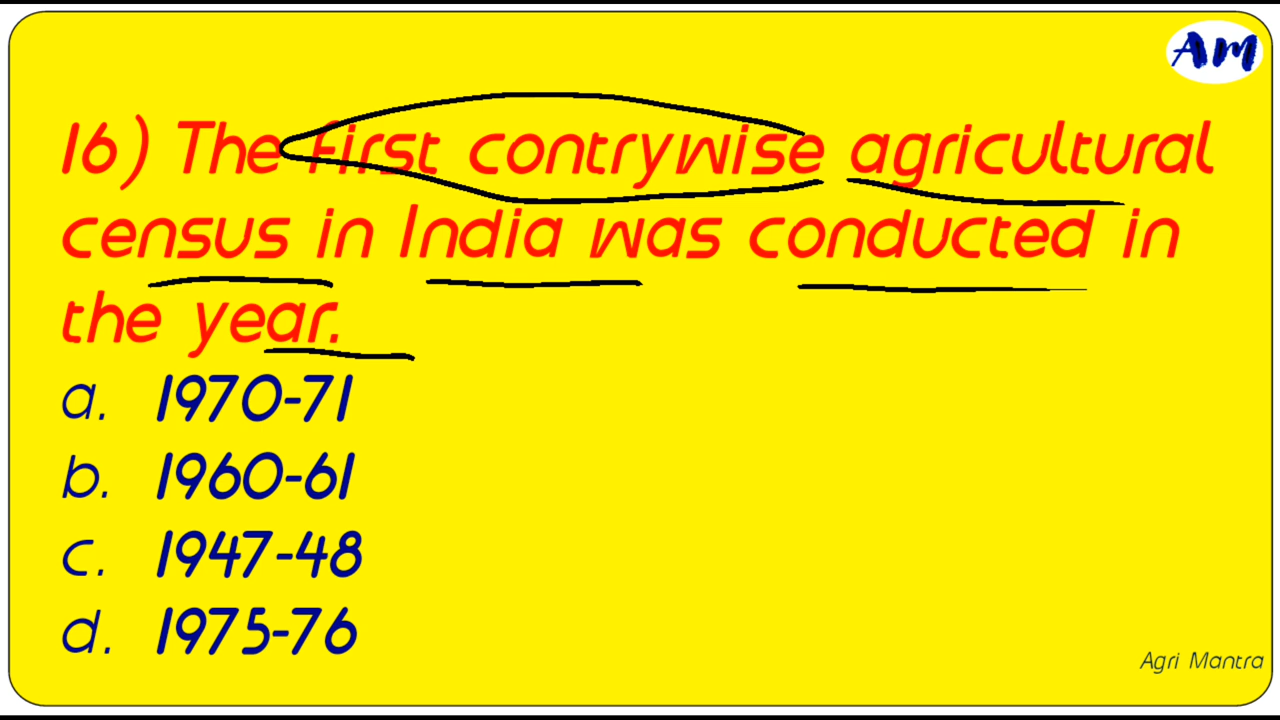 AM
16) The first contrywise agricultural
census in India was conducted in
the year.
a. 1970-71
b. 1960-61
c. 1947-48
d. 1975-76
Agri Mantra